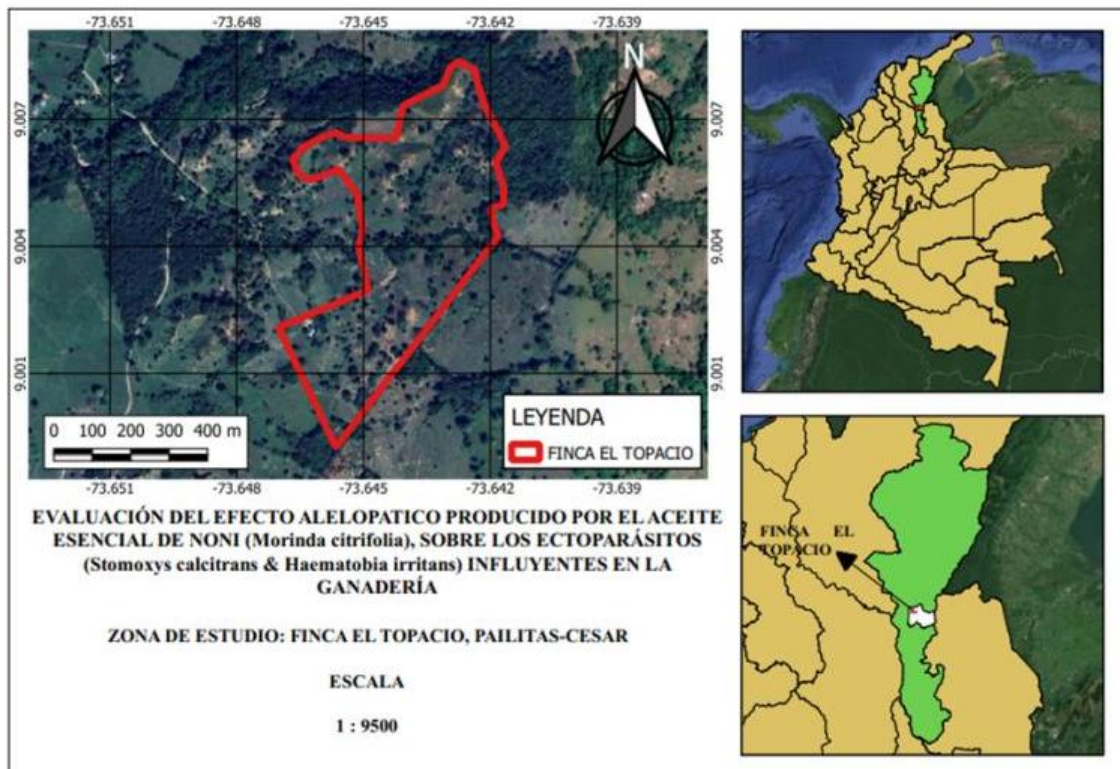 -73.651 -73.648 -73.645 -73.642 -73.639
N
9.007 9.007
9.004 9.004
9.001 9.001
0 100 200 300 400 m
LEYENDA
FINCA EL TOPACIO
-73.651 -73.648 -73.645 -73.642 -73.639
EVALUACIÓN DEL EFECTO ALELOPATICO PRODUCIDO POR EL ACEITE
ESENCIAL DE NONI (Morinda citrifolia), SOBRE LOS ECTOPARÁSITOS
(Stomoxys calcitrans & Haematobia irritans) INFLUYENTES EN LA
GANADERÍA
ZONA DE ESTUDIO: FINCA EL TOPACIO, PAILITAS-CESAR
ESCALA
1 : 9500
FINCA EL
TOPACIO